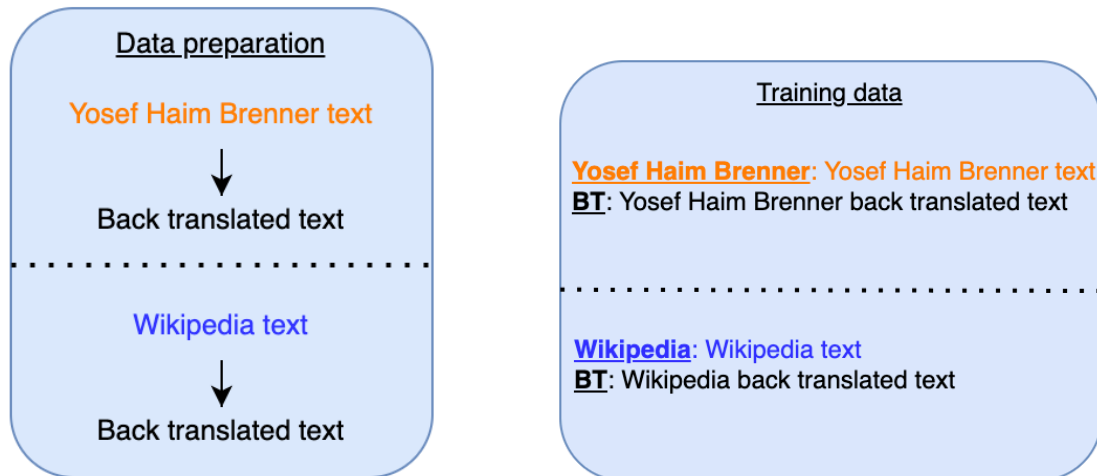 Data preparation
Yosef Haim Brenner text
Back translated text
Wikipedia text
Back translated text
Training data
Yosef Haim Brenner: Yosef Haim Brenner text
BT: Yosef Haim Brenner back translated text
Wikipedia: Wikipedia text
BT: Wikipedia back translated text